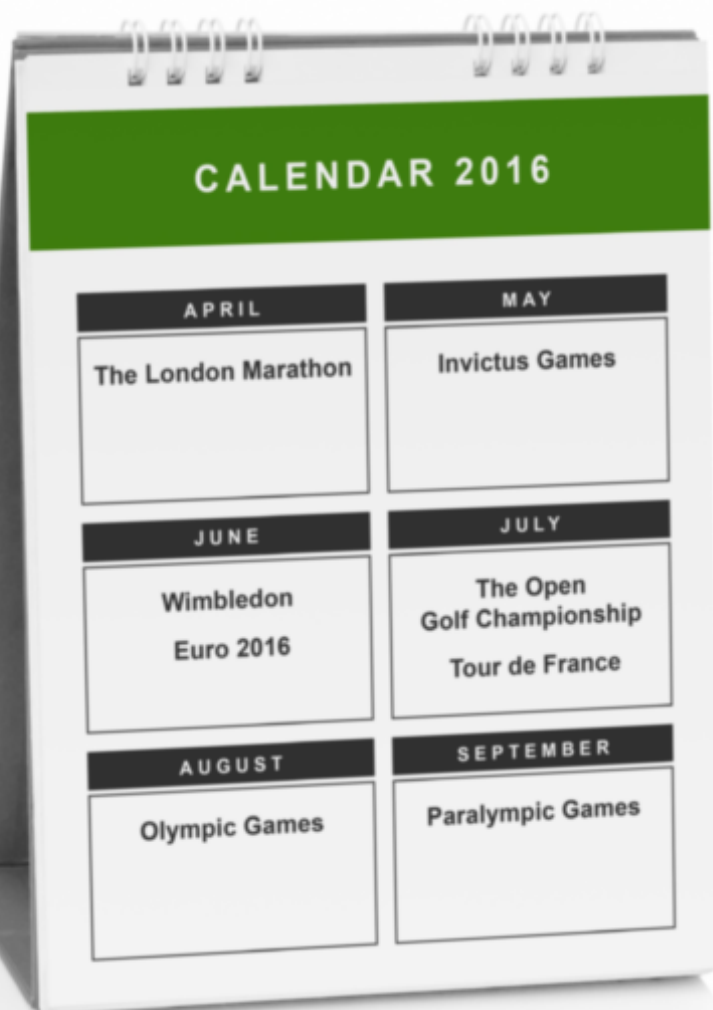 CALENDAR 2016
APRIL
The London Marathon
MAY
Invictus Games
JUNE
Wimbledon
Euro 2016
JULY
The Open
Golf Championship
Tour de France
AUGUST
Olympic Games
SEPTEMBER
Paralympic Games